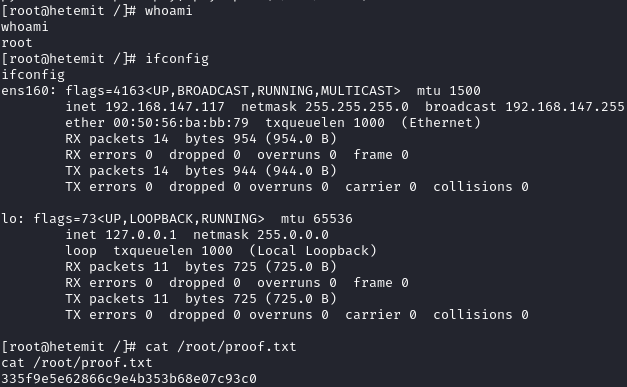 [root@hetemit /]# whoami
whoami
root
[root@hetemit /]# ifconfig
ifconfig
ens160: flags=4163<UP,BROADCAST,RUNNING,MULTICAST>  mtu 1500
        inet 192.168.147.117  netmask 255.255.255.0  broadcast 192.168.147.255
        ether 00:50:56:ba:bb:79  txqueuelen 1000  (Ethernet)
        RX packets 14  bytes 954 (954.0 B)
        RX errors 0  dropped 0  overruns 0  frame 0
        TX packets 14  bytes 944 (944.0 B)
        TX errors 0  dropped 0 overruns 0  carrier 0  collisions 0

lo: flags=73<UP,LOOPBACK,RUNNING>  mtu 65536
        inet 127.0.0.1  netmask 255.0.0.0
        loop  txqueuelen 1000  (Local Loopback)
        RX packets 11  bytes 725 (725.0 B)
        RX errors 0  dropped 0  overruns 0  frame 0
        TX packets 11  bytes 725 (725.0 B)
        TX errors 0  dropped 0 overruns 0  carrier 0  collisions 0

[root@hetemit /]# cat /root/proof.txt
cat /root/proof.txt
335f9e5e62866c9e4b353b68e07c93c0